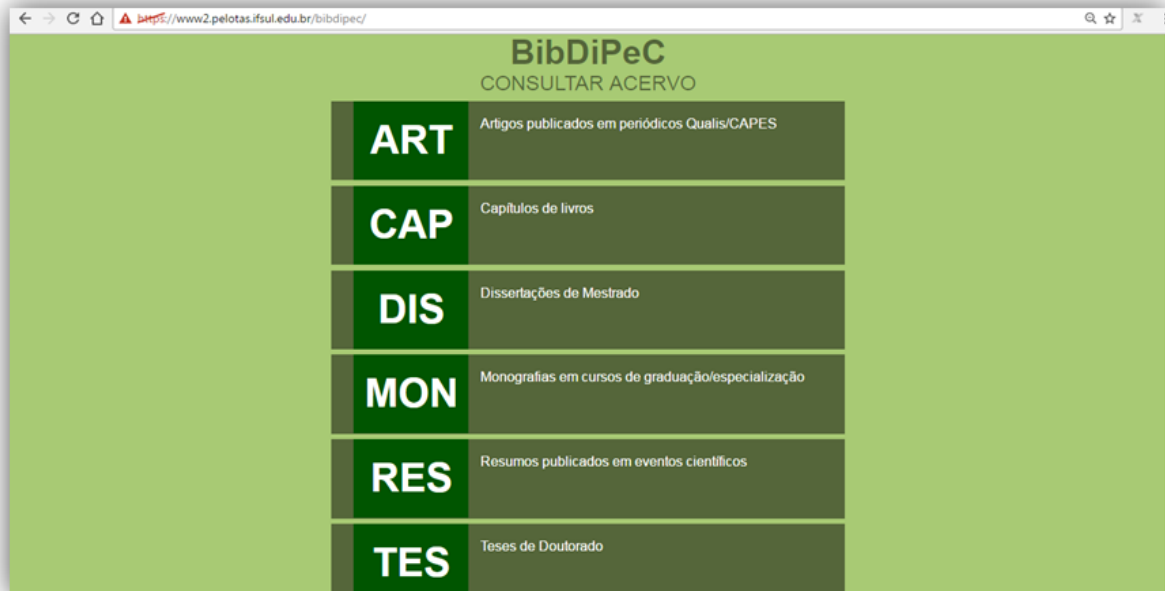 https://www2.pelotas.ifsul.edu.br/bibdipec/
BibDiPeC
CONSULTAR ACERVO
ART
Artigos publicados em periódicos Qualis/CAPES
CAP
Capítulos de livros
DIS
Dissertações de Mestrado
MON
Monografias em cursos de graduação/especialização
RES
Resumos publicados em eventos científicos
TES
Teses de Doutorado